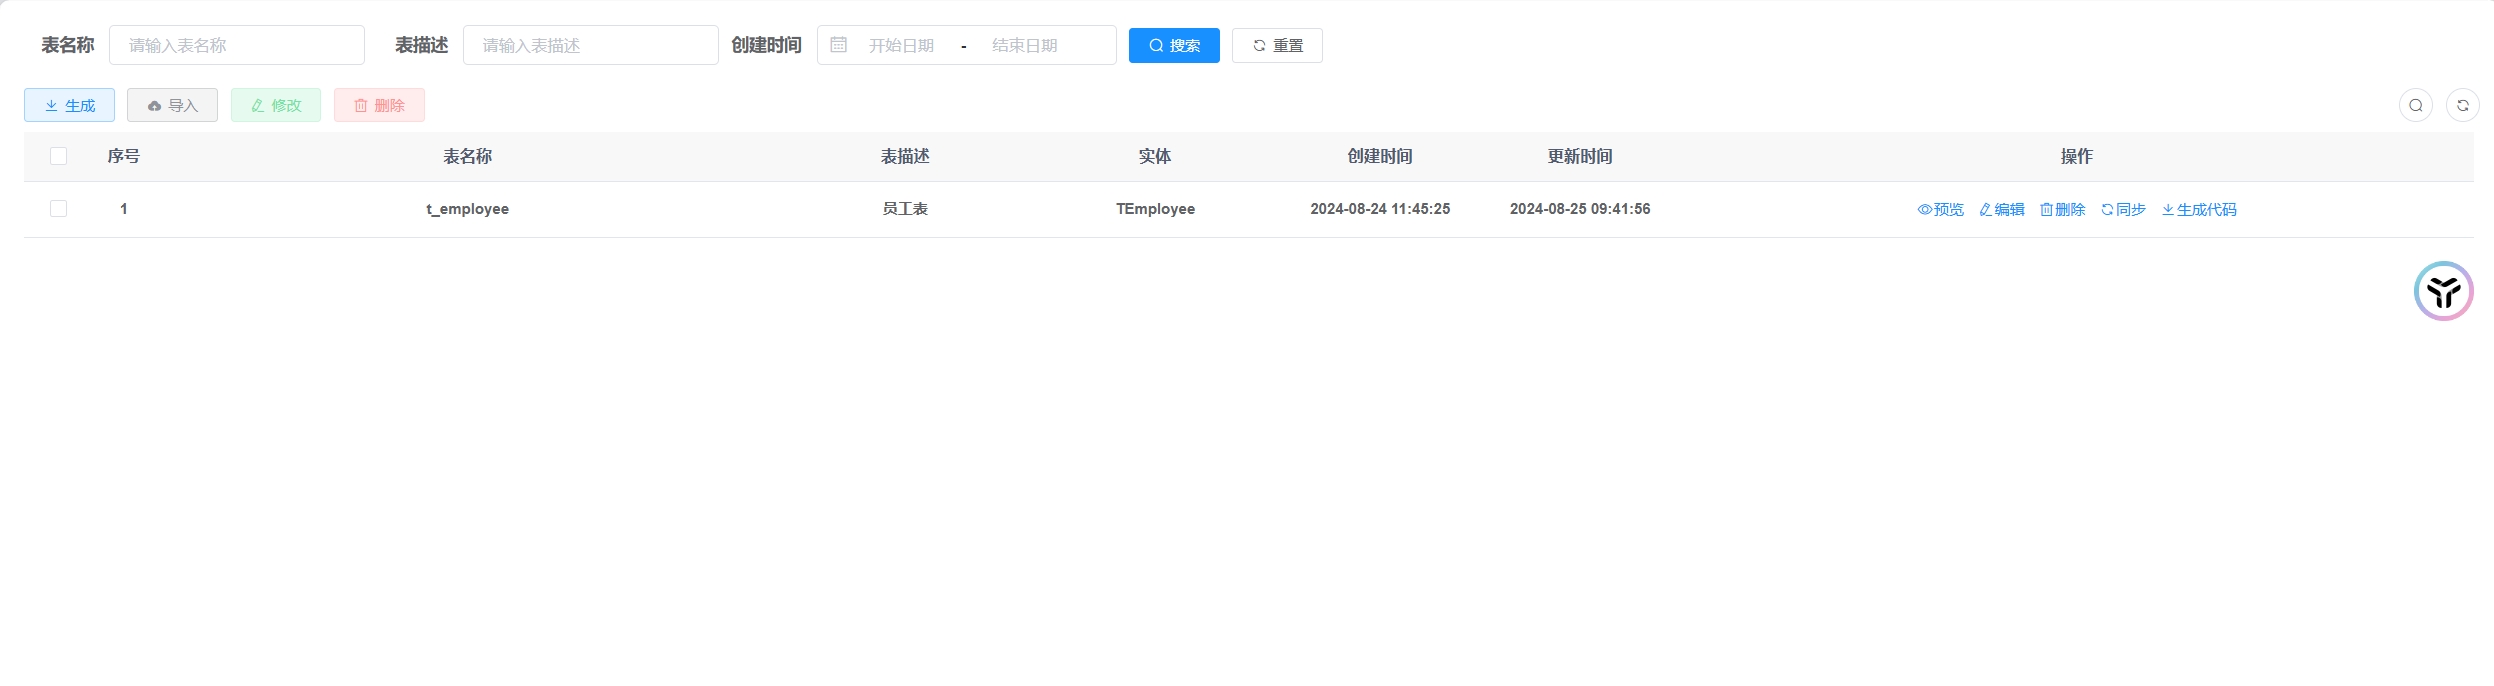 表名称 请输入表名称 表描述 请输入表描述 创建时间 开始日期 - 结束日期 搜索 重置
生成 导入 修改 删除
序号 表名称 表描述 实体 创建时间 更新时间 操作
1 t_employee 员工表 TEmployee 2024-08-24 11:45:25 2024-08-25 09:41:56 预览 编辑 删除 同步 生成代码